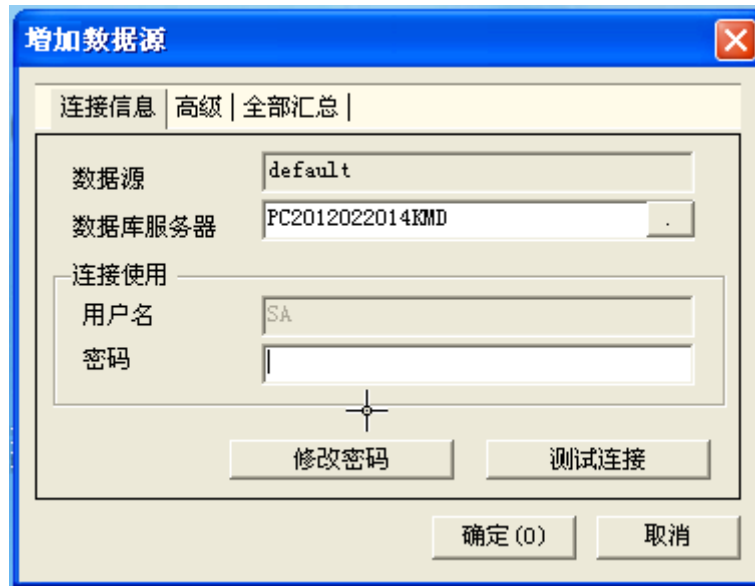 增加数据源
连接信息 高级 全部汇总
数据源 default
数据库服务器 PC2012022014KMD .
连接使用
用户名 SA
密码
修改密码 测试连接
确定(O) 取消